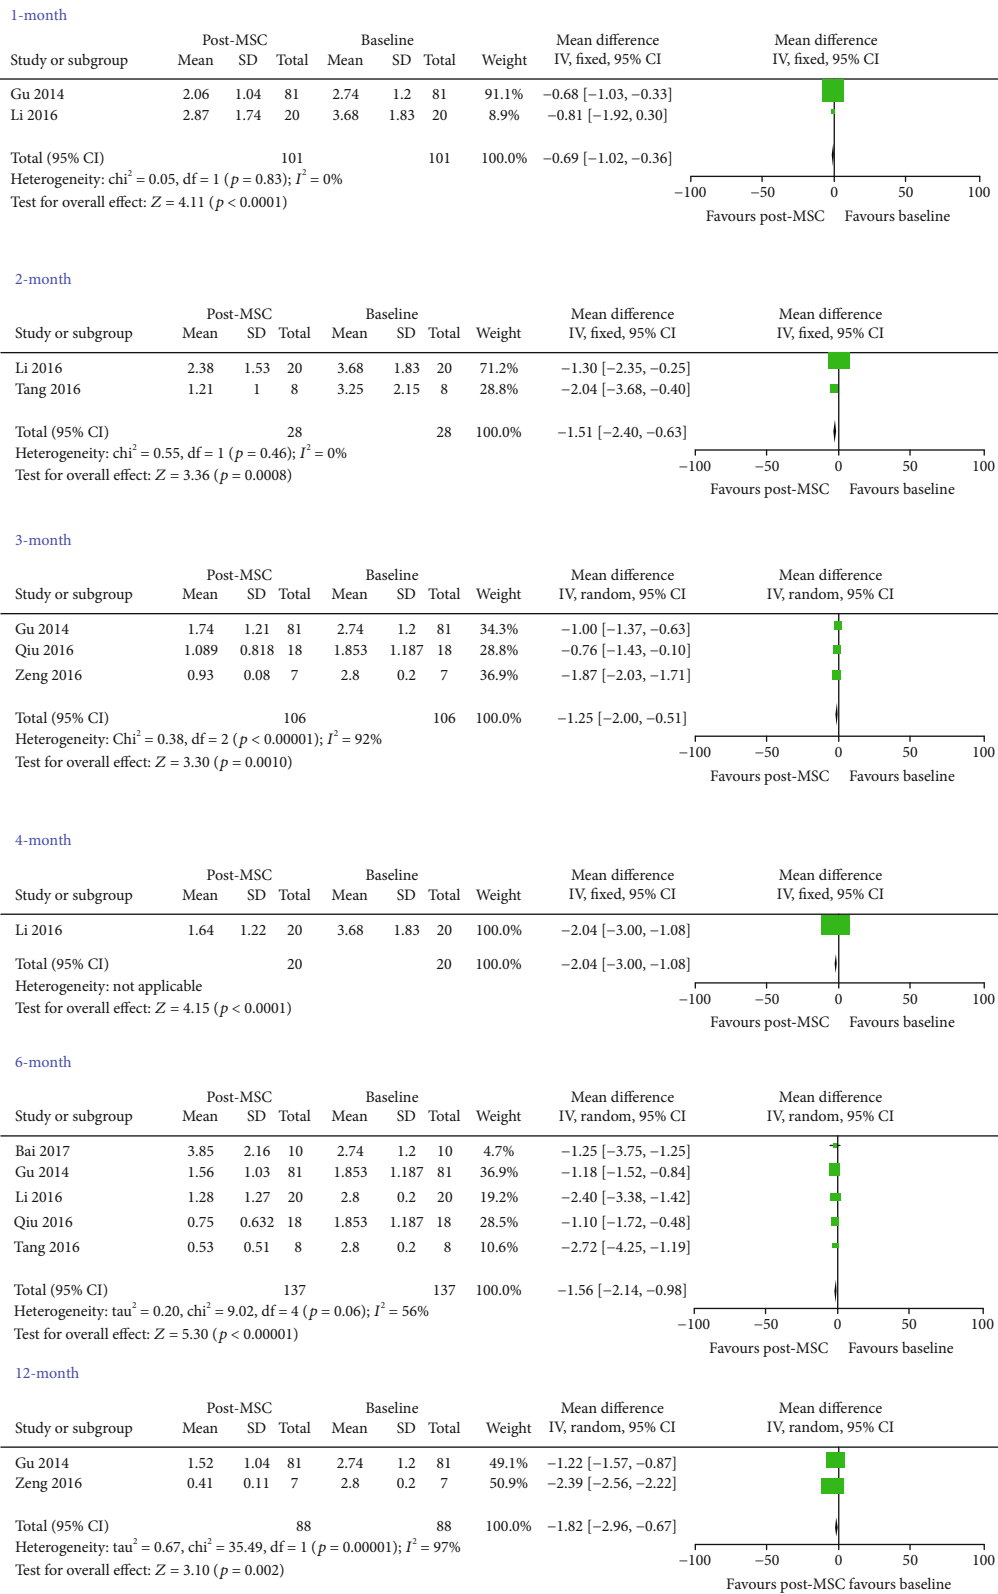 1-month
Post-MSC Baseline Mean difference Mean difference
Study or subgroup Mean SD Total Mean SD Total Weight IV, fixed, 95% CI IV, fixed, 95% CI
Gu 2014 2.06 1.04 81 2.74 1.2 81 91.1% −0.68 [−1.03, −0.33]
Li 2016 2.87 1.74 20 3.68 1.83 20 8.9% −0.81 [−1.92, 0.30]
Total (95% CI) 101 101 100.0% −0.69 [−1.02, −0.36]
Heterogeneity: chi² = 0.05, df = 1 (p = 0.83); I² = 0%
Test for overall effect: Z = 4.11 (p < 0.0001)
−100 −50 0 50 100
Favours post-MSC Favours baseline
2-month
Post-MSC Baseline Mean difference Mean difference
Study or subgroup Mean SD Total Mean SD Total Weight IV, fixed, 95% CI IV, fixed, 95% CI
Li 2016 2.38 1.53 20 3.68 1.83 20 71.2% −1.30 [−2.35, −0.25]
Tang 2016 1.21 1 8 3.25 2.15 8 28.8% −2.04 [−3.68, −0.40]
Total (95% CI) 28 28 100.0% −1.51 [−2.40, −0.63]
Heterogeneity: chi² = 0.55, df = 1 (p = 0.46); I² = 0%
Test for overall effect: Z = 3.36 (p = 0.0008)
−100 −50 0 50 100
Favours post-MSC Favours baseline
3-month
Post-MSC Baseline Mean difference Mean difference
Study or subgroup Mean SD Total Mean SD Total Weight IV, random, 95% CI IV, random, 95% CI
Gu 2014 1.74 1.21 81 2.74 1.2 81 34.3% −1.00 [−1.37, −0.63]
Qiu 2016 1.089 0.818 18 1.853 1.187 18 28.8% −0.76 [−1.43, −0.10]
Zeng 2016 0.93 0.08 7 2.8 0.2 7 36.9% −1.87 [−2.03, −1.71]
Total (95% CI) 106 106 100.0% −1.25 [−2.00, −0.51]
Heterogeneity: Chi² = 0.38, df = 2 (p < 0.00001); I² = 92%
Test for overall effect: Z = 3.30 (p = 0.0010)
−100 −50 0 50 100
Favours post-MSC Favours baseline
4-month
Post-MSC Baseline Mean difference Mean difference
Study or subgroup Mean SD Total Mean SD Total Weight IV, fixed, 95% CI IV, fixed, 95% CI
Li 2016 1.64 1.22 20 3.68 1.83 20 100.0% −2.04 [−3.00, −1.08]
Total (95% CI) 20 20 100.0% −2.04 [−3.00, −1.08]
Heterogeneity: not applicable
Test for overall effect: Z = 4.15 (p < 0.0001)
−100 −50 0 50 100
Favours post-MSC Favours baseline
6-month
Post-MSC Baseline Mean difference Mean difference
Study or subgroup Mean SD Total Mean SD Total Weight IV, random, 95% CI IV, random, 95% CI
Bai 2017 3.85 2.16 10 2.74 1.2 10 4.7% −1.25 [−3.75, −1.25]
Gu 2014 1.56 1.03 81 1.853 1.187 81 36.9% −1.18 [−1.52, −0.84]
Li 2016 1.28 1.27 20 2.8 0.2 20 19.2% −2.40 [−3.38, −1.42]
Qiu 2016 0.75 0.632 18 1.853 1.187 18 28.5% −1.10 [−1.72, −0.48]
Tang 2016 0.53 0.51 8 2.8 0.2 8 10.6% −2.72 [−4.25, −1.19]
Total (95% CI) 137 137 100.0% −1.56 [−2.14, −0.98]
Heterogeneity: tau² = 0.20, chi² = 9.02, df = 4 (p = 0.06); I² = 56%
Test for overall effect: Z = 5.30 (p < 0.00001)
−100 −50 0 50 100
Favours post-MSC Favours baseline
12-month
Post-MSC Baseline Mean difference Mean difference
Study or subgroup Mean SD Total Mean SD Total Weight IV, random, 95% CI IV, random, 95% CI
Gu 2014 1.52 1.04 81 2.74 1.2 81 49.1% −1.22 [−1.57, −0.87]
Zeng 2016 0.41 0.11 7 2.8 0.2 7 50.9% −2.39 [−2.56, −2.22]
Total (95% CI) 88 88 100.0% −1.82 [−2.96, −0.67]
Heterogeneity: tau² = 0.67, chi² = 35.49, df = 1 (p = 0.00001); I² = 97%
Test for overall effect: Z = 3.10 (p = 0.002)
−100 −50 0 50 100
Favours post-MSC favours baseline